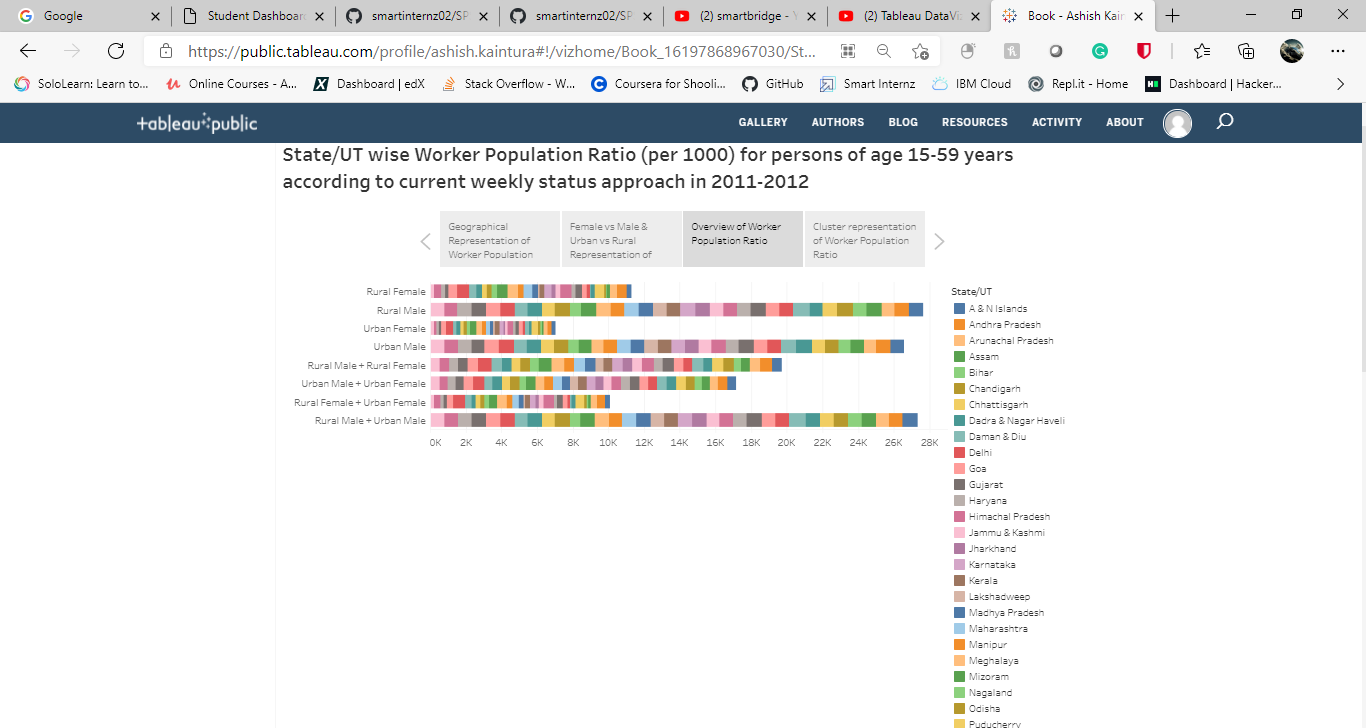 Google
Student Dashboard
smartinternz02/SP
smartinternz02/SP
(2) smartbridge - Y
(2) Tableau DataVi
Book - Ashish Kain
https://public.tableau.com/profile/ashish.kaintura#!/vizhome/Book_16197868967030/St...
SoloLearn: Learn to...
Online Courses - A...
Dashboard | edX
Stack Overflow - W...
Coursera for Shooli...
GitHub
Smart Internz
IBM Cloud
Repl.it - Home
Dashboard | Hacker...
tableau public
GALLERY
AUTHORS
BLOG
RESOURCES
ACTIVITY
ABOUT
State/UT wise Worker Population Ratio (per 1000) for persons of age 15-59 years
according to current weekly status approach in 2011-2012
Geographical
Representation of
Worker Population
Female vs Male &
Urban vs Rural
Representation of
Overview of Worker
Population Ratio
Cluster representation
of Worker Population
Ratio
Rural Female
Rural Male
Urban Female
Urban Male
Rural Male + Rural Female
Urban Male + Urban Female
Rural Female + Urban Female
Rural Male + Urban Male
0K 2K 4K 6K 8K 10K 12K 14K 16K 18K 20K 22K 24K 26K 28K
State/UT
A & N Islands
Andhra Pradesh
Arunachal Pradesh
Assam
Bihar
Chandigarh
Chhattisgarh
Dadra & Nagar Haveli
Daman & Diu
Delhi
Goa
Gujarat
Haryana
Himachal Pradesh
Jammu & Kashmi
Jharkhand
Karnataka
Kerala
Lakshadweep
Madhya Pradesh
Maharashtra
Manipur
Meghalaya
Mizoram
Nagaland
Odisha
Puducherry